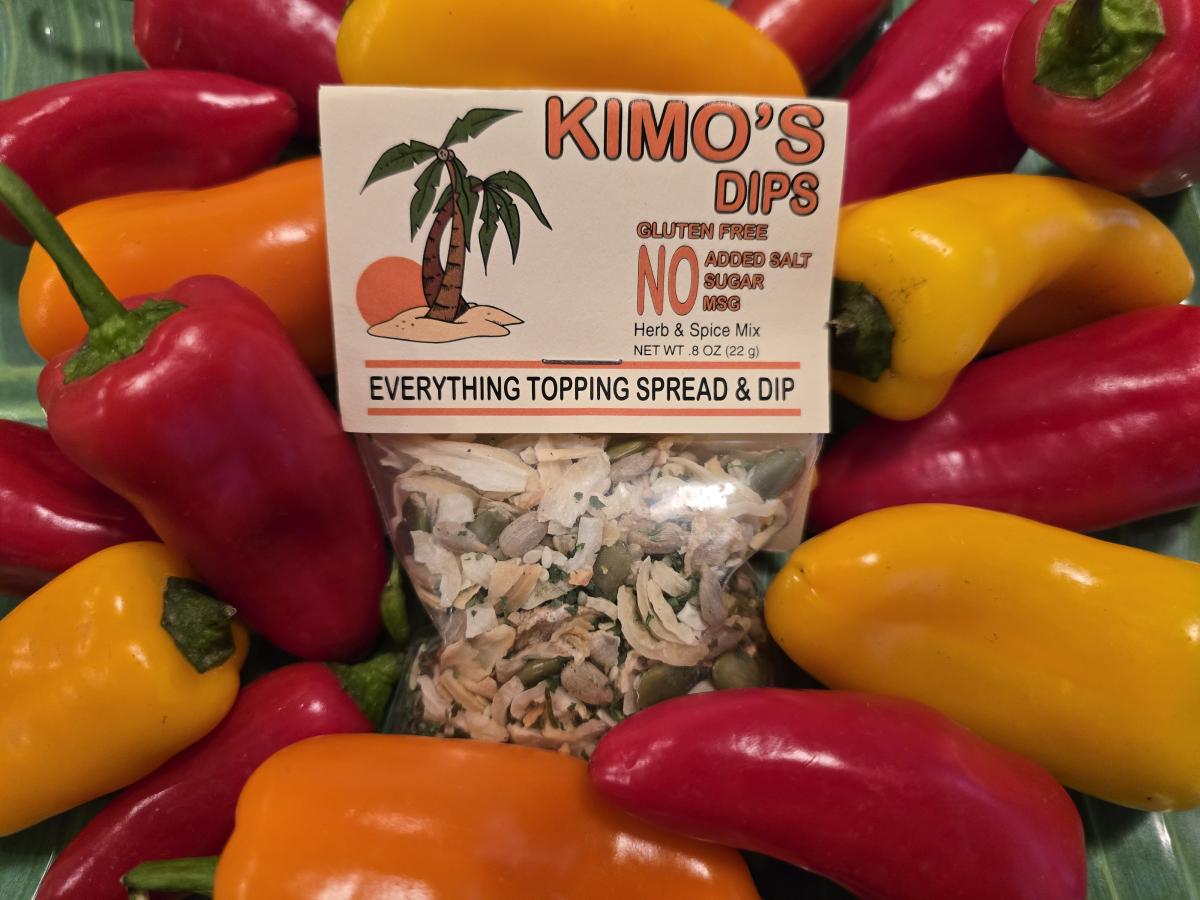 KIMO'S
DIPS
GLUTEN FREE
NO ADDED SALT
SUGAR
MSG
Herb & Spice Mix
NET WT .8 OZ (22 g)
EVERYTHING TOPPING SPREAD & DIP